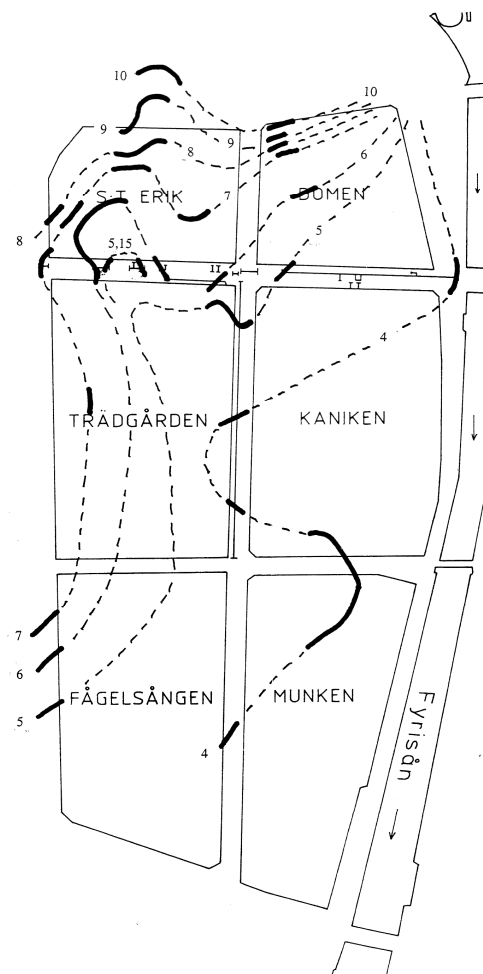 10
10
9
9
8
6
S:T ERIK
7
DOMEN
8
5,15
5
4
TRÄDGÅRDEN
KANIKEN
7
6
FÅGELSÅNGEN
MUNKEN
5
4
Fyrisån